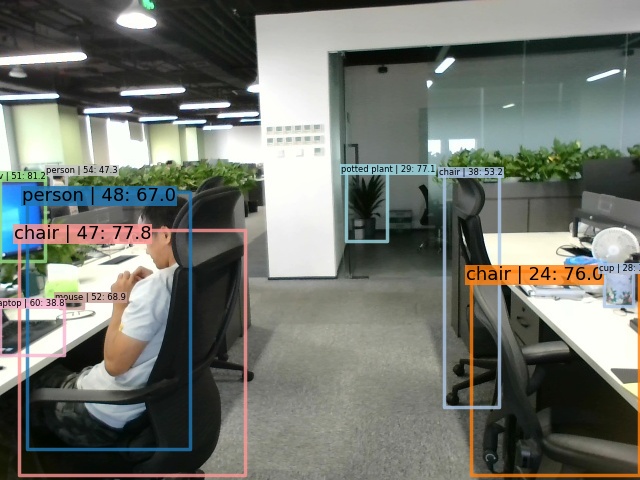 v | 51: 81.2
person | 54: 47.3
potted plant | 29: 77.1
chair | 38: 53.2
person | 48: 67.0
chair | 47: 77.8
chair | 24: 76.0
cup | 28:
mouse | 52: 68.9
aptop | 60: 38.8